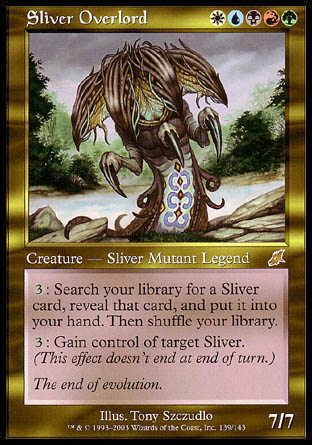 Sliver Overlord
Creature — Sliver Mutant Legend
3: Search your library for a Sliver
card, reveal that card, and put it into
your hand. Then shuffle your library.
3: Gain control of target Sliver.
(This effect doesn't end at end of turn.)
The end of evolution.
Illus. Tony Szczudlo
7/7
™ & © 1993–2003 Wizards of the Coast, Inc. 139/143